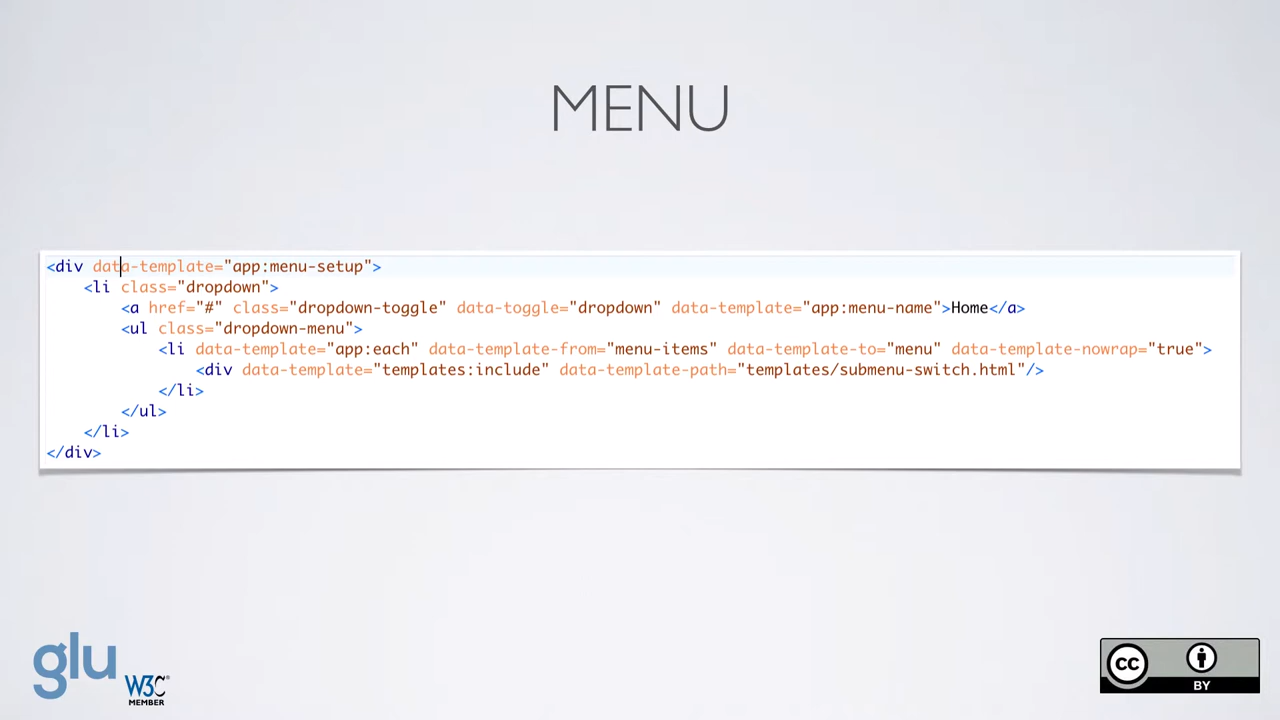 MENU
<div data-template="app:menu-setup">
<li class="dropdown">
<a href="#" class="dropdown-toggle" data-toggle="dropdown" data-template="app:menu-name">Home</a>
<ul class="dropdown-menu">
<li data-template="app:each" data-template-from="menu-items" data-template-to="menu" data-template-nowrap="true">
<div data-template="templates:include" data-template-path="templates/submenu-switch.html"/>
</li>
</ul>
</li>
</div>
glu
W3C®
MEMBER
cc
BY